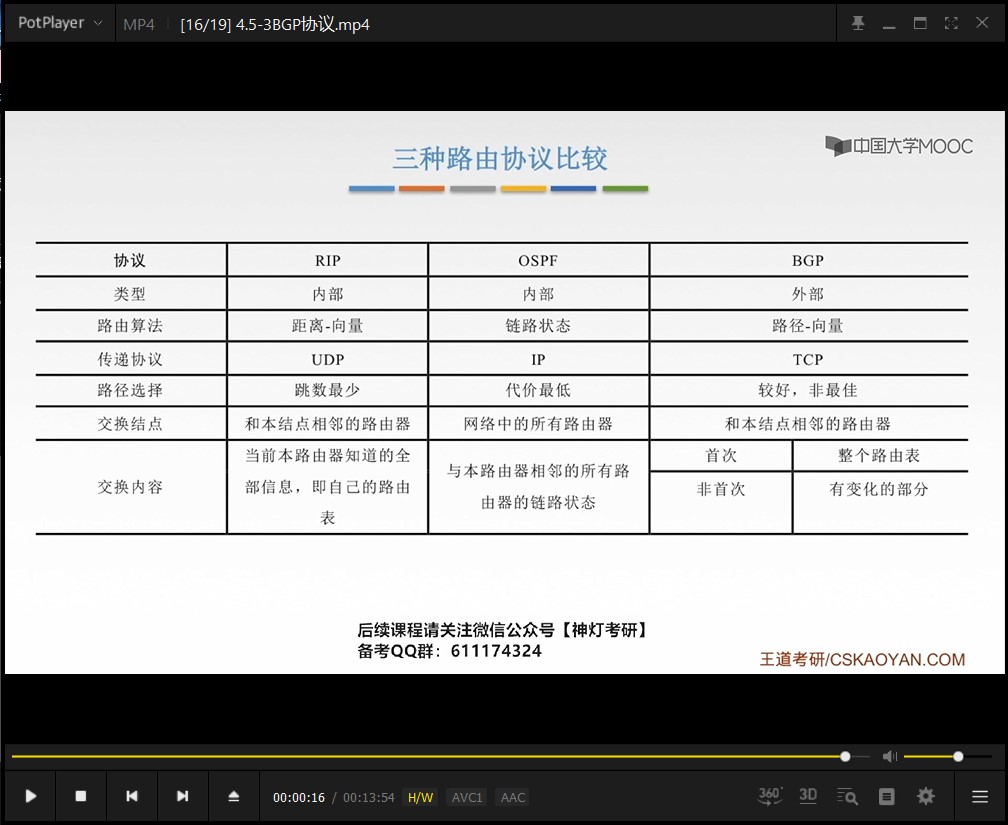 PotPlayer MP4 [16/19] 4.5-3BGP协议.mp4
中国大学MOOC
三种路由协议比较
协议 RIP OSPF BGP
类型 内部 内部 外部
路由算法 距离-向量 链路状态 路径-向量
传递协议 UDP IP TCP
路径选择 跳数最少 代价最低 较好，非最佳
交换结点 和本结点相邻的路由器 网络中的所有路由器 和本结点相邻的路由器
交换内容
当前本路由器知道的全
部信息，即自己的路由
表
与本路由器相邻的所有路
由器的链路状态
首次 整个路由表
非首次 有变化的部分
后续课程请关注微信公众号【神灯考研】
备考QQ群：611174324
王道考研/CSKAOYAN.COM
00:00:16 / 00:13:54 H/W AVC1 AAC
360° 3D